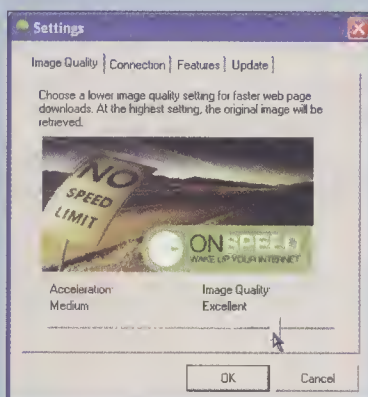 Settings
Image Quality Connection Features Update
Choose a lower image quality setting for faster web page
downloads. At the highest setting, the original image will be
retrieved.
NO
SPEED
LIMIT
ONSPEED
WAKE UP YOUR INTERNET
Acceleration: Image Quality:
Medium Excellent
OK Cancel